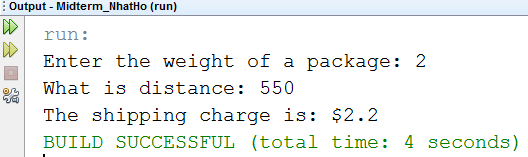 Output - Midterm_NhatHo (run)
run:
Enter the weight of a package: 2
What is distance: 550
The shipping charge is: $2.2
BUILD SUCCESSFUL (total time: 4 seconds)